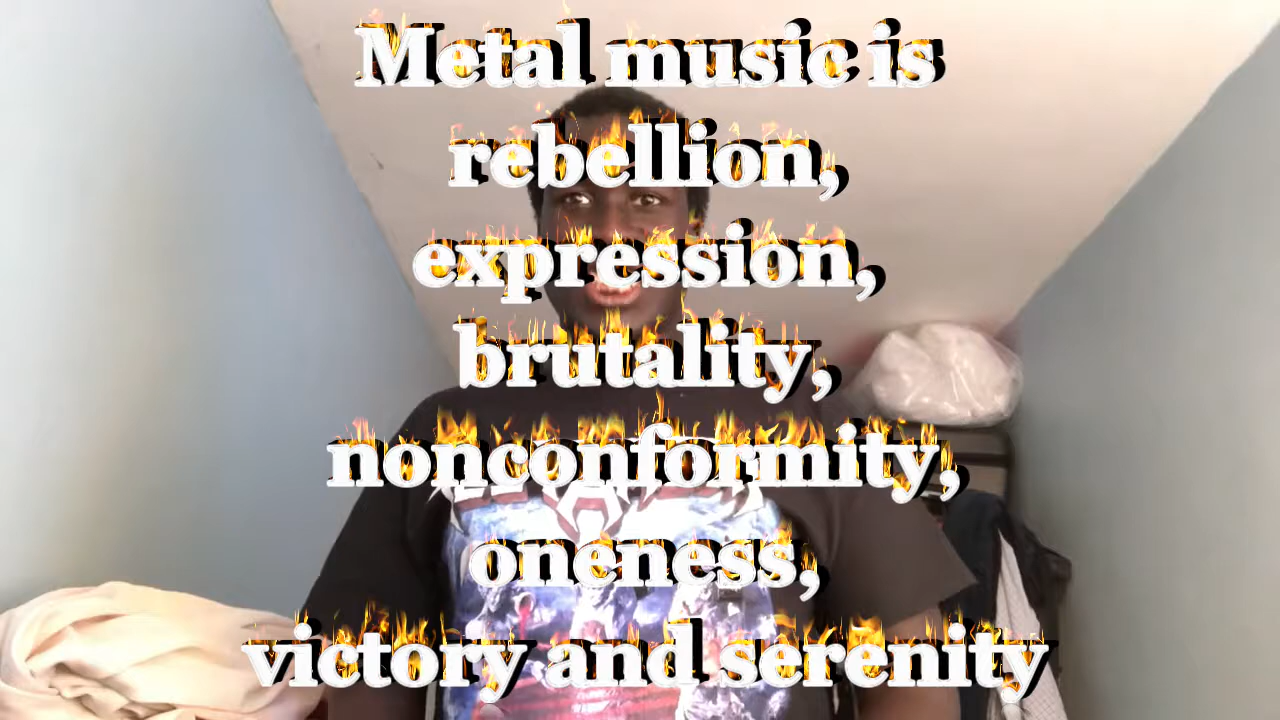 Metal music is
rebellion,
expression,
brutality,
nonconformity,
oneness,
victory and serenity